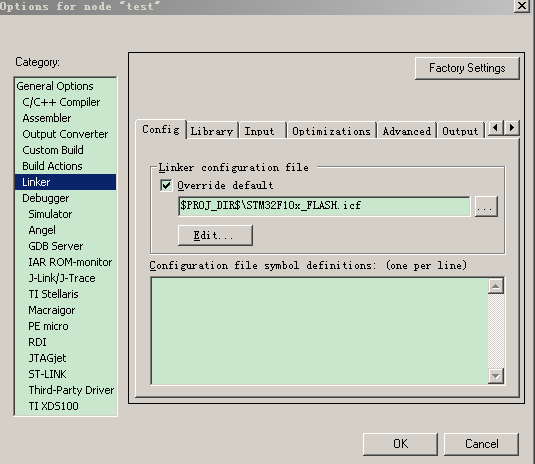 Options for node "test"
Category:
Factory Settings
General Options
C/C++ Compiler
Assembler
Output Converter
Custom Build
Build Actions
Linker
Debugger
Simulator
Angel
GDB Server
IAR ROM-monitor
J-Link/J-Trace
TI Stellaris
Macraigor
PE micro
RDI
JTAGjet
ST-LINK
Third-Party Driver
TI XDS100
Config Library Input Optimizations Advanced Output
Linker configuration file
Override default
$PROJ_DIR$\STM32F10x_FLASH.icf
...
Edit...
Configuration file symbol definitions: (one per line)
OK Cancel